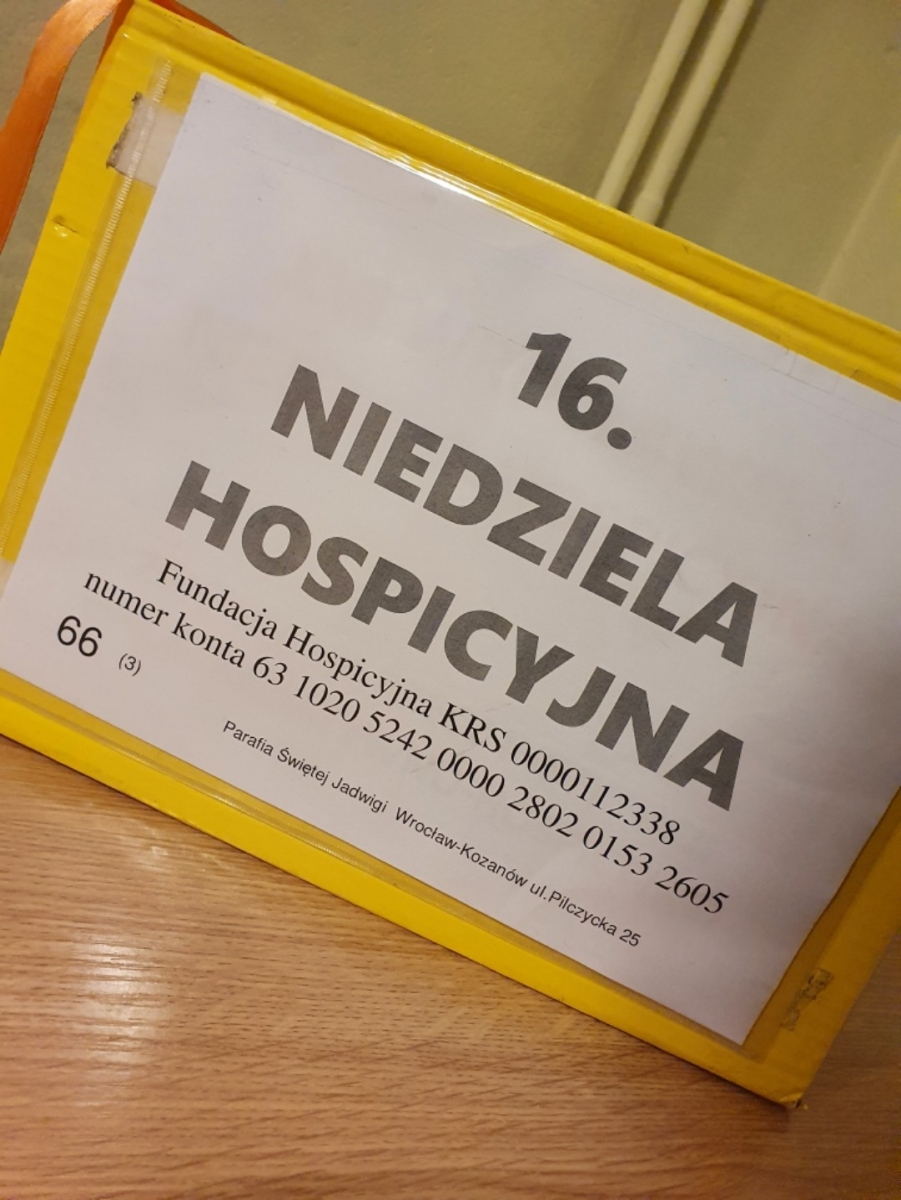 16.
NIEDZIELA
HOSPICYJNA
Fundacja Hospicyjna KRS 0000112338
numer konta 63 1020 5242 0000 2802 0153 2605
66 (3)
Parafia Świętej Jadwigi Wrocław-Kozanów ul.Pilczycka 25